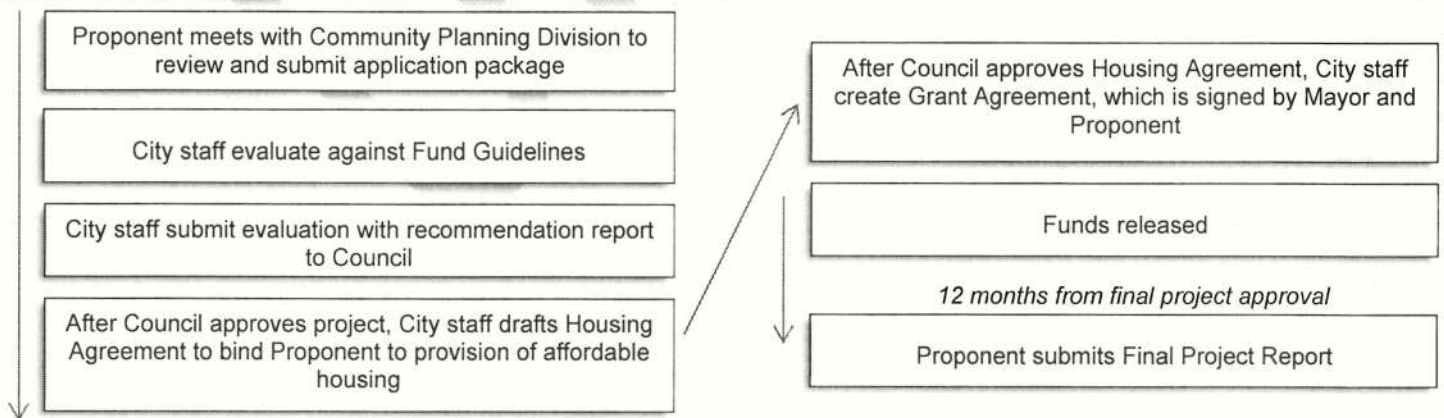 Proponent meets with Community Planning Division to
review and submit application package
City staff evaluate against Fund Guidelines
City staff submit evaluation with recommendation report
to Council
After Council approves project, City staff drafts Housing
Agreement to bind Proponent to provision of affordable
housing
After Council approves Housing Agreement, City staff
create Grant Agreement, which is signed by Mayor and
Proponent
Funds released
12 months from final project approval
Proponent submits Final Project Report